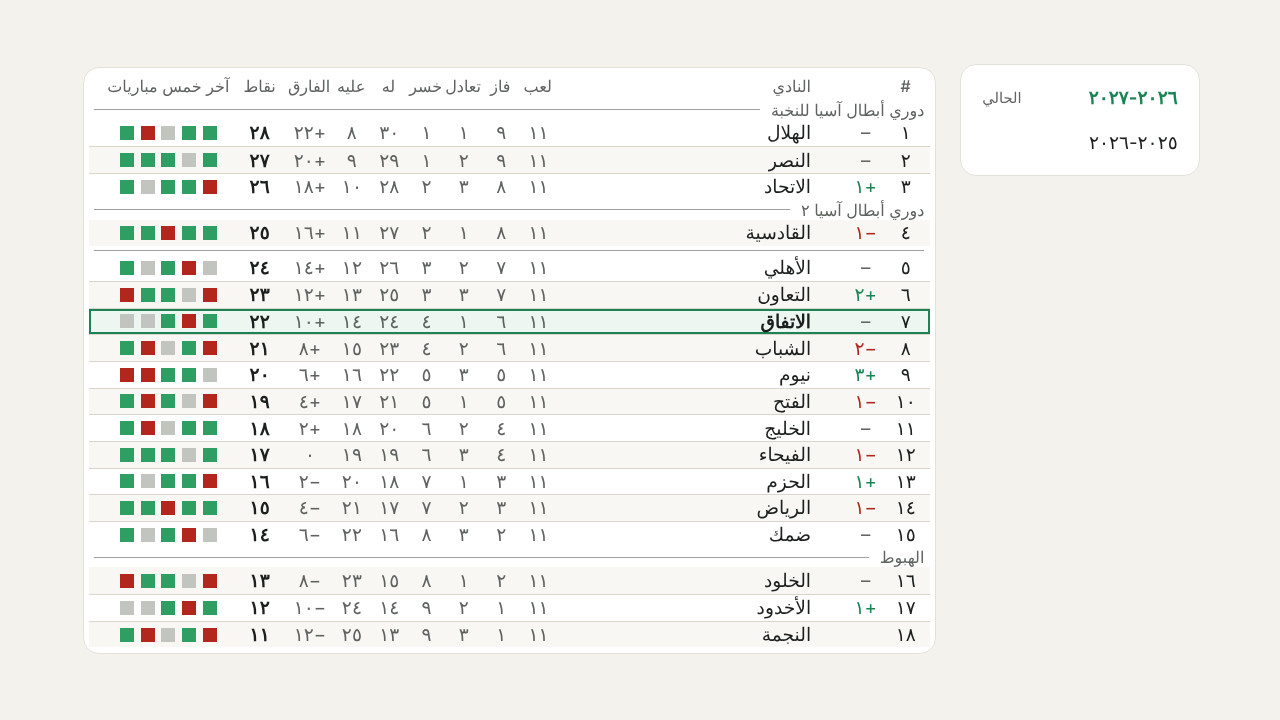 # النادي لعب فاز تعادل خسر له عليه الفارق نقاط آخر خمس مباريات
دوري أبطال آسيا للنخبة
١ – الهلال ١١ ٩ ١ ١ ٣٠ ٨ +٢٢ ٢٨
٢ – النصر ١١ ٩ ٢ ١ ٢٩ ٩ +٢٠ ٢٧
٣ +١ الاتحاد ١١ ٨ ٣ ٢ ٢٨ ١٠ +١٨ ٢٦
دوري أبطال آسيا ٢
٤ –١ القادسية ١١ ٨ ١ ٢ ٢٧ ١١ +١٦ ٢٥
٥ – الأهلي ١١ ٧ ٢ ٣ ٢٦ ١٢ +١٤ ٢٤
٦ +٢ التعاون ١١ ٧ ٣ ٣ ٢٥ ١٣ +١٢ ٢٣
٧ – الاتفاق ١١ ٦ ١ ٤ ٢٤ ١٤ +١٠ ٢٢
٨ –٢ الشباب ١١ ٦ ٢ ٤ ٢٣ ١٥ +٨ ٢١
٩ +٣ نيوم ١١ ٥ ٣ ٥ ٢٢ ١٦ +٦ ٢٠
١٠ –١ الفتح ١١ ٥ ١ ٥ ٢١ ١٧ +٤ ١٩
١١ – الخليج ١١ ٤ ٢ ٦ ٢٠ ١٨ +٢ ١٨
١٢ –١ الفيحاء ١١ ٤ ٣ ٦ ١٩ ١٩ ٠ ١٧
١٣ +١ الحزم ١١ ٣ ١ ٧ ١٨ ٢٠ –٢ ١٦
١٤ –١ الرياض ١١ ٣ ٢ ٧ ١٧ ٢١ –٤ ١٥
١٥ – ضمك ١١ ٢ ٣ ٨ ١٦ ٢٢ –٦ ١٤
الهبوط
١٦ – الخلود ١١ ٢ ١ ٨ ١٥ ٢٣ –٨ ١٣
١٧ +١ الأخدود ١١ ١ ٢ ٩ ١٤ ٢٤ –١٠ ١٢
١٨ النجمة ١١ ١ ٣ ٩ ١٣ ٢٥ –١٢ ١١
٢٠٢٦-٢٠٢٧ الحالي
٢٠٢٥-٢٠٢٦